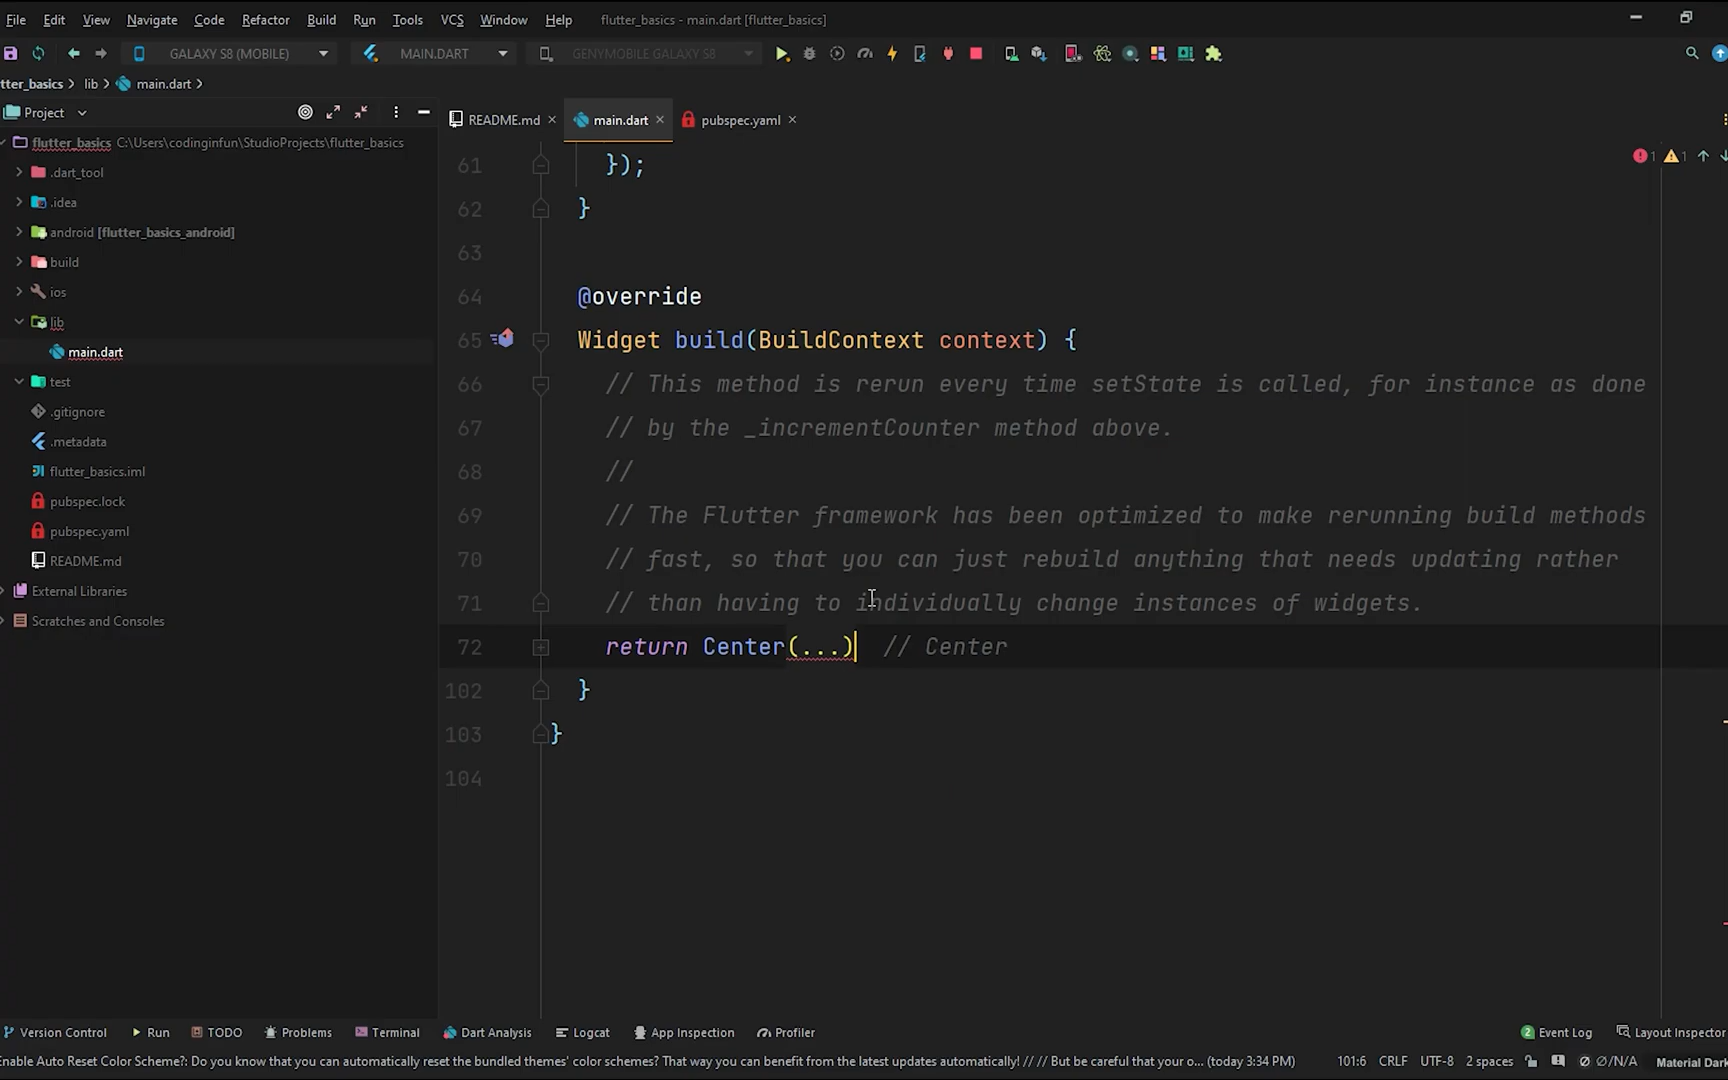 File Edit View Navigate Code Refactor Build Run Tools VCS Window Help flutter_basics - main.dart [flutter_basics]
GALAXY S8 (MOBILE) MAIN.DART GENYMOBILE GALAXY S8
tter_basics lib main.dart
Project
README.md main.dart pubspec.yaml
flutter_basics C:\Users\codinginfun\StudioProjects\flutter_basics
.dart_tool
.idea
android [flutter_basics_android]
build
ios
lib
main.dart
test
.gitignore
.metadata
flutter_basics.iml
pubspec.lock
pubspec.yaml
README.md
External Libraries
Scratches and Consoles
1 1
61 });
62 }
63
64 @override
65 Widget build(BuildContext context) {
66 // This method is rerun every time setState is called, for instance as done
67 // by the _incrementCounter method above.
68 //
69 // The Flutter framework has been optimized to make rerunning build methods
70 // fast, so that you can just rebuild anything that needs updating rather
71 // than having to individually change instances of widgets.
72 return Center(...) // Center
102 }
103 }
104
Version Control Run TODO Problems Terminal Dart Analysis Logcat App Inspection Profiler 2 Event Log Layout Inspector
Enable Auto Reset Color Scheme?: Do you know that you can automatically reset the bundled themes' color schemes? That way you can benefit from the latest updates automatically! // // But be careful that your o... (today 3:34 PM) 101:6 CRLF UTF-8 2 spaces Ø/N/A Material Dark